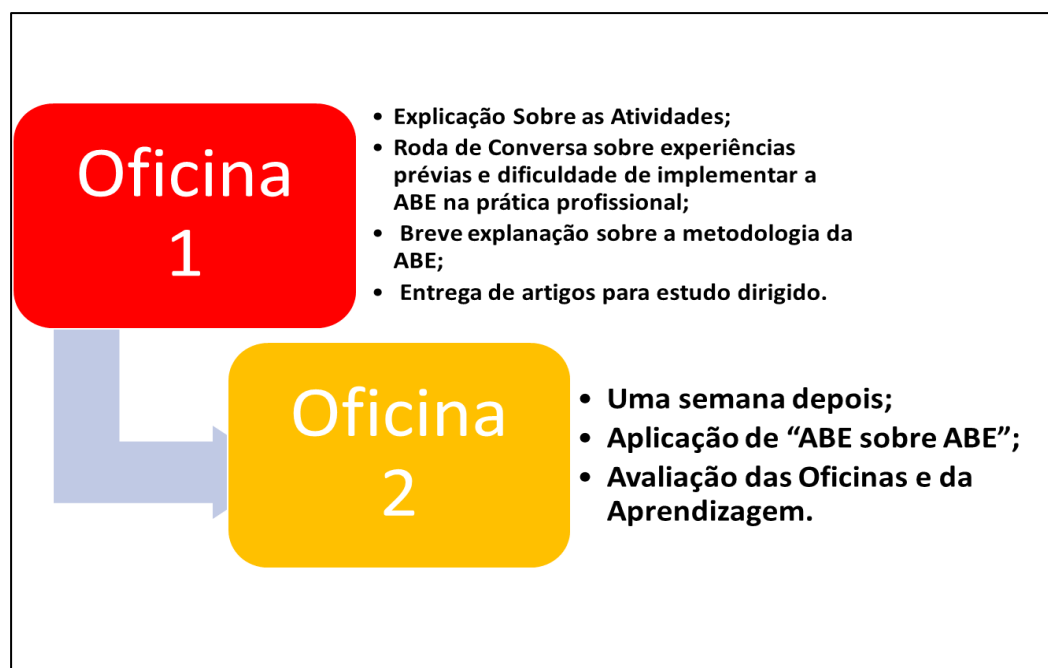 Oficina
1
• Explicação Sobre as Atividades;
• Roda de Conversa sobre experiências
prévias e dificuldade de implementar a
ABE na prática profissional;
• Breve explanação sobre a metodologia da
ABE;
• Entrega de artigos para estudo dirigido.
Oficina
2
• Uma semana depois;
• Aplicação de “ABE sobre ABE”;
• Avaliação das Oficinas e da
Aprendizagem.